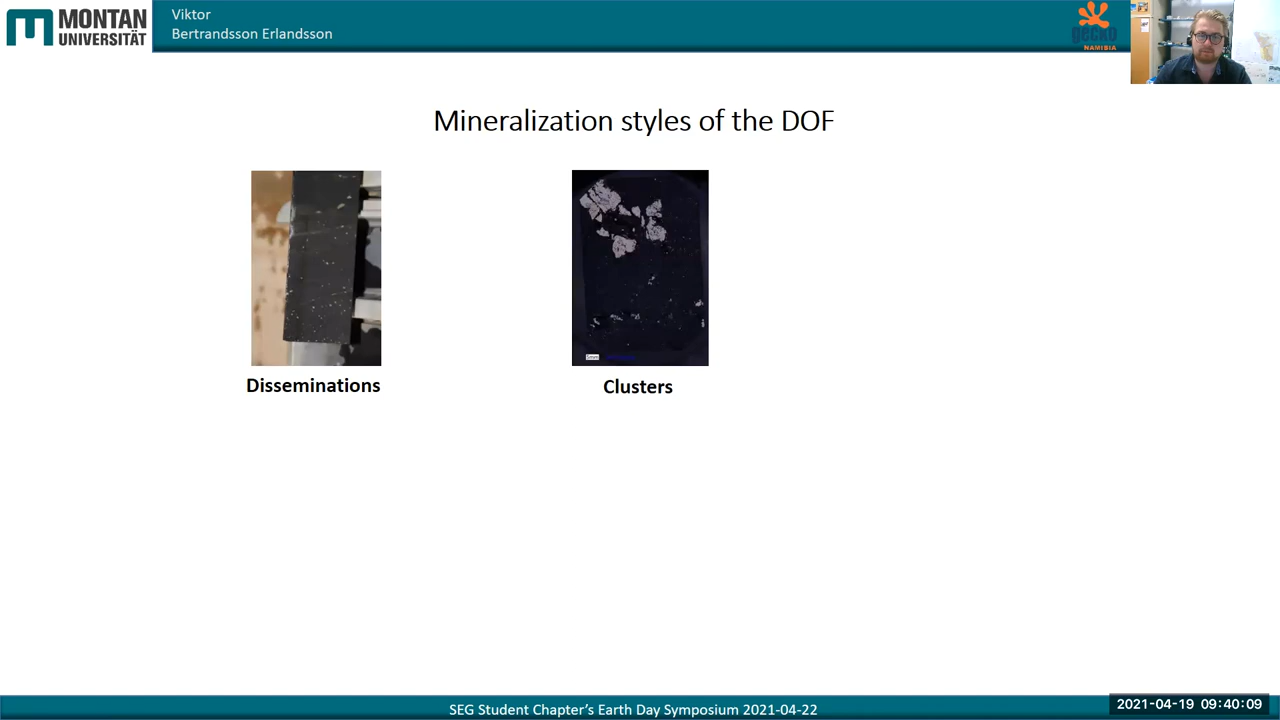 MONTAN
UNIVERSITÄT
Viktor
Bertrandsson Erlandsson
gecko
NAMIBIA
Mineralization styles of the DOF
Disseminations
Clusters
SEG Student Chapter's Earth Day Symposium 2021-04-22
2021-04-19 09:40:09